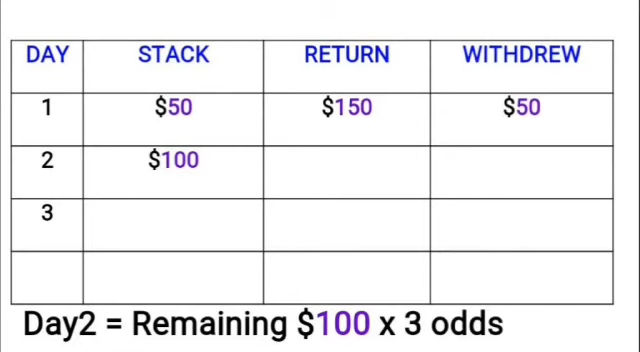 DAY STACK RETURN WITHDREW
1 $50 $150 $50
2 $100
3
Day2 = Remaining $100 x 3 odds